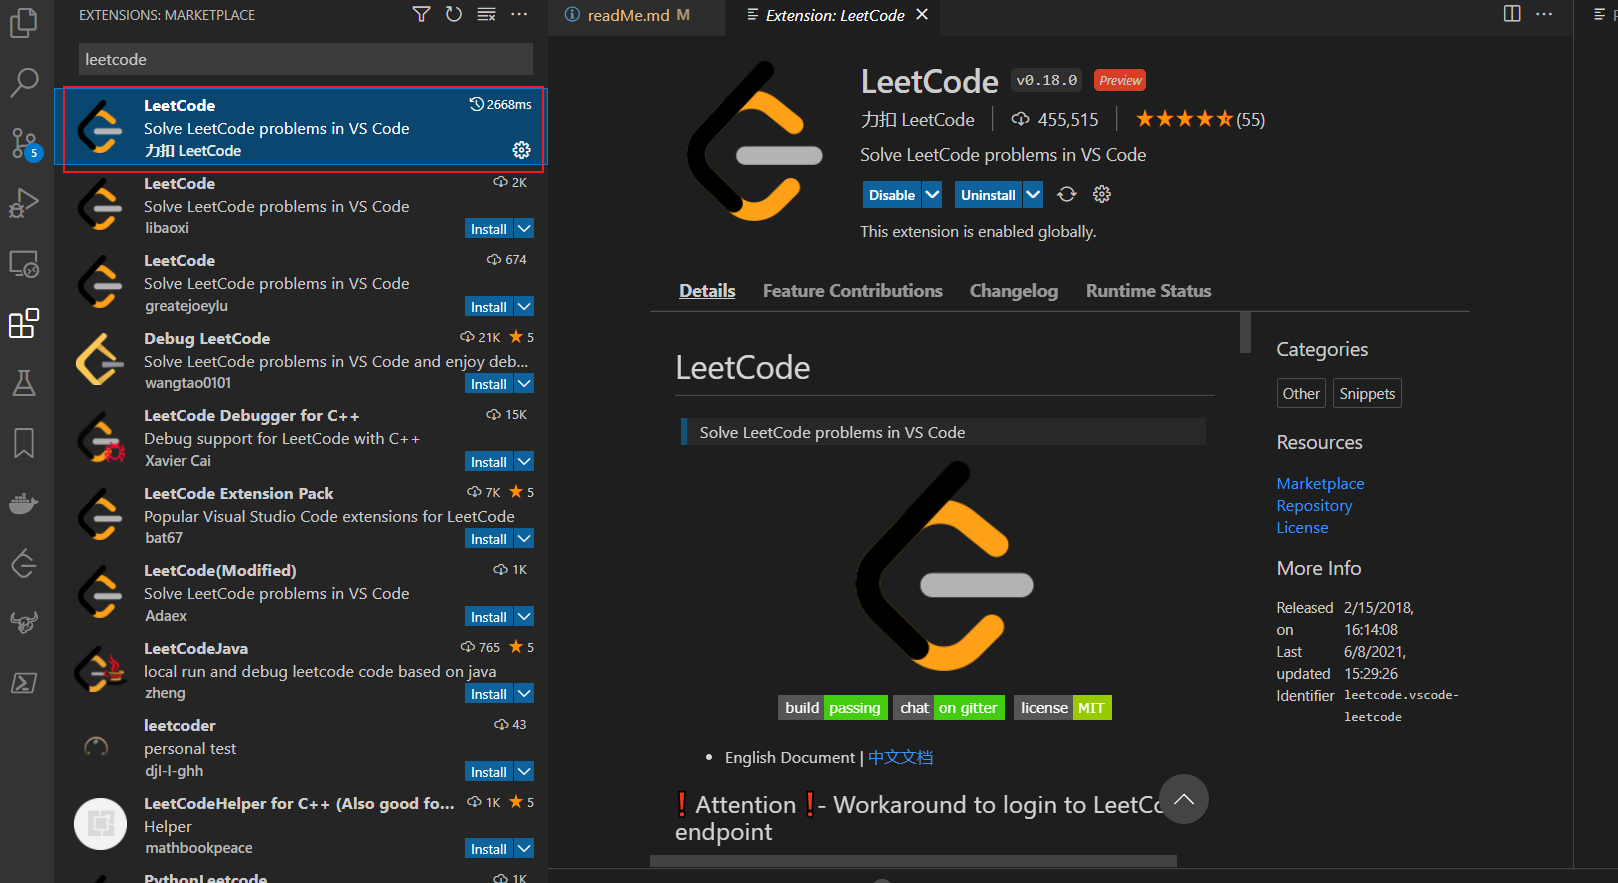 EXTENSIONS: MARKETPLACE
leetcode
5
LeetCode
2668ms
Solve LeetCode problems in VS Code
力扣 LeetCode
LeetCode
2K
Solve LeetCode problems in VS Code
libaoxi
Install
LeetCode
674
Solve LeetCode problems in VS Code
greatejoeylu
Install
Debug LeetCode
21K ★ 5
Solve LeetCode problems in VS Code and enjoy deb...
wangtao0101
Install
LeetCode Debugger for C++
15K
Debug support for LeetCode with C++
Xavier Cai
Install
LeetCode Extension Pack
7K ★ 5
Popular Visual Studio Code extensions for LeetCode
bat67
Install
LeetCode(Modified)
1K
Solve LeetCode problems in VS Code
Adaex
Install
LeetCodeJava
765 ★ 5
local run and debug leetcode code based on java
zheng
Install
leetcoder
43
personal test
djl-l-ghh
Install
LeetCodeHelper for C++ (Also good fo...
1K ★ 5
Helper
mathbookpeace
Install
PythonLeetcode
1K
readMe.md M
Extension: LeetCode
LeetCode v0.18.0 Preview
力扣 LeetCode 455,515 (55)
Solve LeetCode problems in VS Code
Disable Uninstall
This extension is enabled globally.
Details Feature Contributions Changelog Runtime Status
LeetCode
Solve LeetCode problems in VS Code
build passing chat on gitter license MIT
• English Document | 中文文档
❗ Attention ❗- Workaround to login to LeetCo
endpoint
Categories
Other Snippets
Resources
Marketplace
Repository
License
More Info
Released 2/15/2018,
on 16:14:08
Last 6/8/2021,
updated 15:29:26
Identifier leetcode.vscode-
leetcode